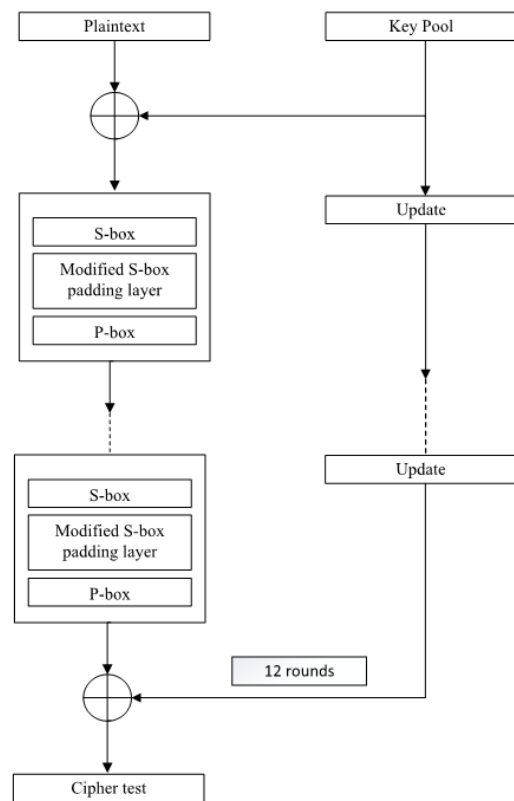 Plaintext
Key Pool
Update
S-box
Modified S-box
padding layer
P-box
Update
S-box
Modified S-box
padding layer
P-box
12 rounds
Cipher test